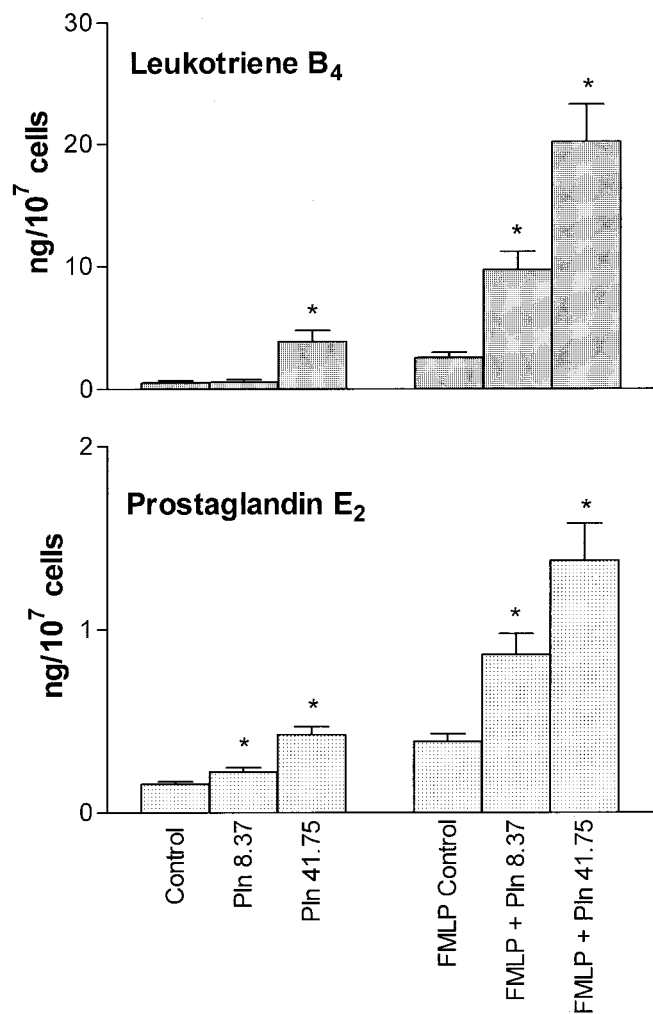 30
Leukotriene B4
*
20
*
ng/10^7 cells
10
*
0
2
Prostaglandin E2
*
*
ng/10^7 cells
1
*
*
0
Control
Pln 8.37
Pln 41.75
FMLP Control
FMLP + Pln 8.37
FMLP + Pln 41.75